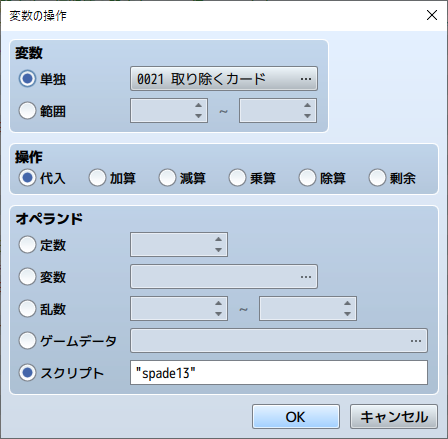 変数の操作
変数
単独 0021 取り除くカード ...
範囲 ~
操作
代入 加算 減算 乗算 除算 剰余
オペランド
定数
変数 ...
乱数 ~
ゲームデータ ...
スクリプト "spade13"
OK キャンセル